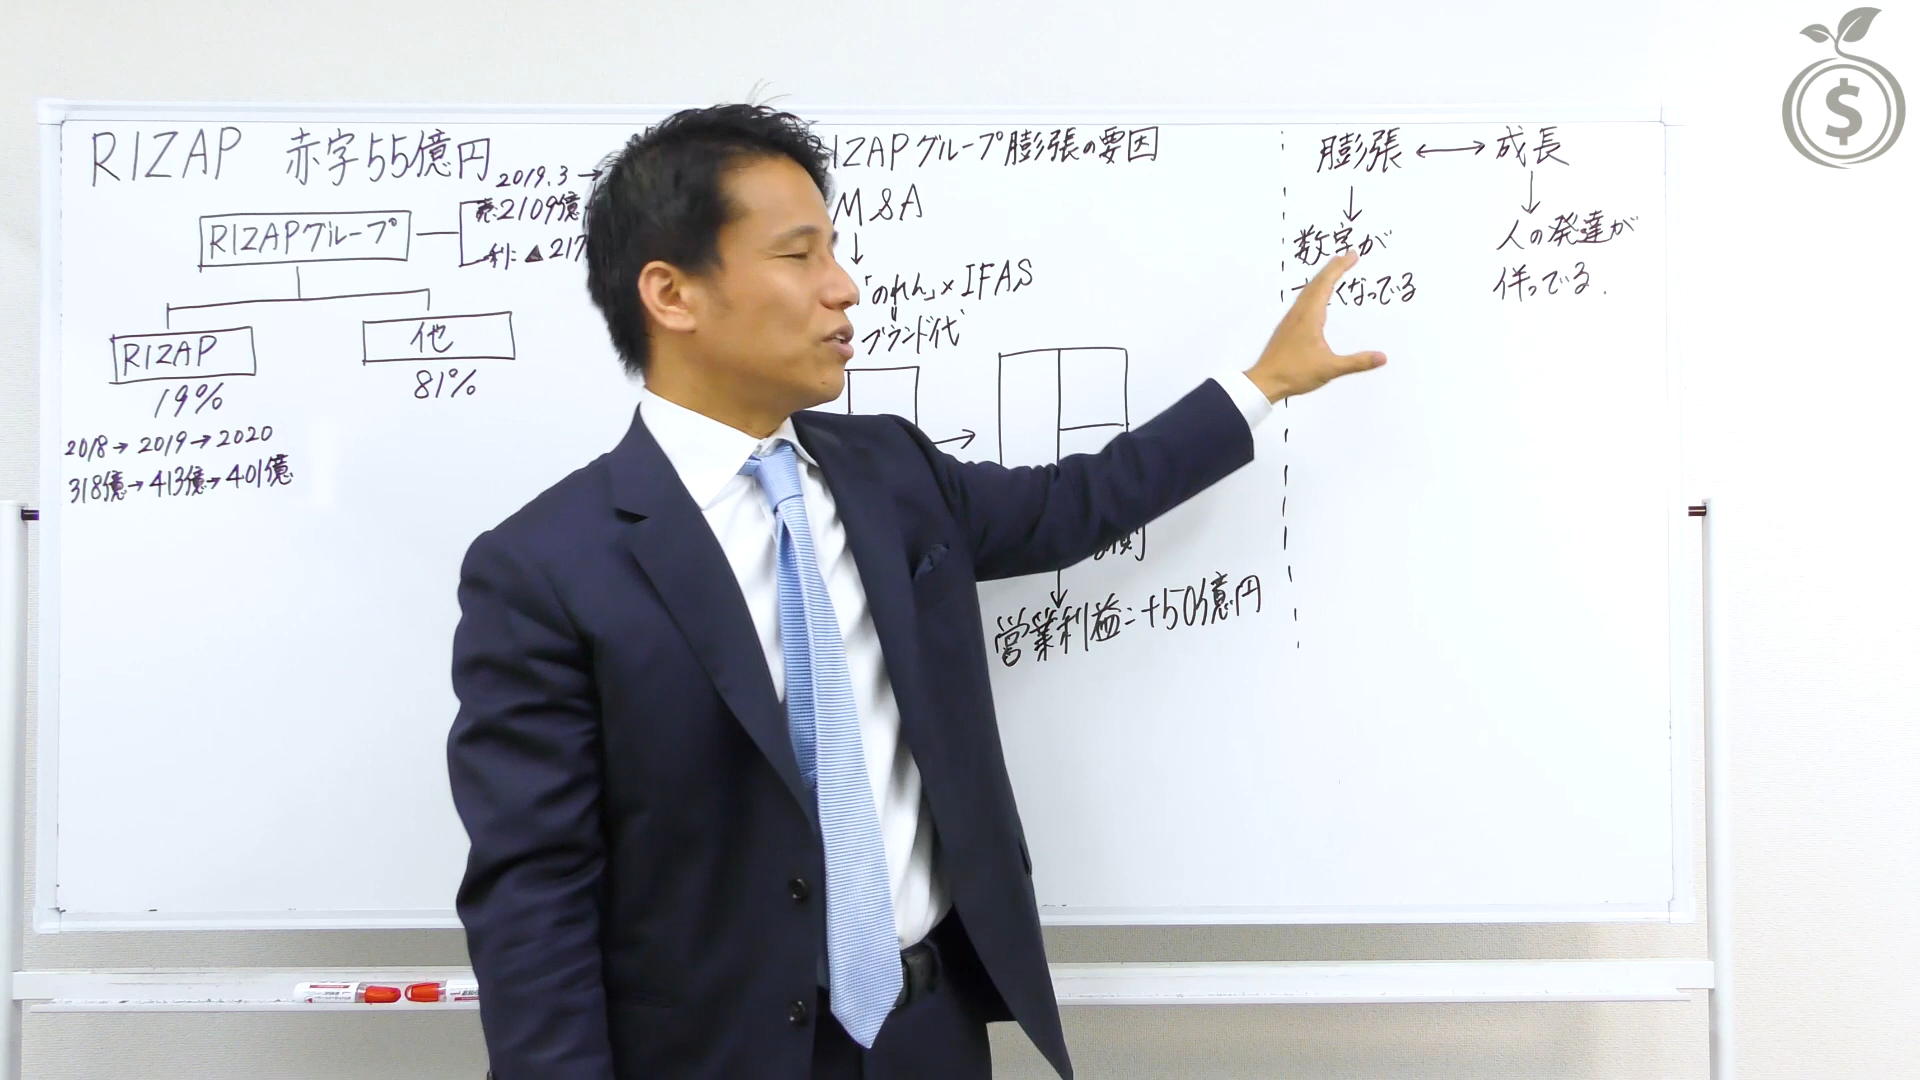 RIZAP 赤字55億円
2019.3→
売2109億
利: ▲217
RIZAPグループ
RIZAP
19%
他
81%
2018→2019→2020
318億→413億→401億
RIZAPグループ膨張の要因
M&A
↓
「のれん」×IFAS
ブランド代
→
営業利益:+50億円
膨張←→成長
↓
数字が
くなっている
↓
人の発達が
伴っている.
$